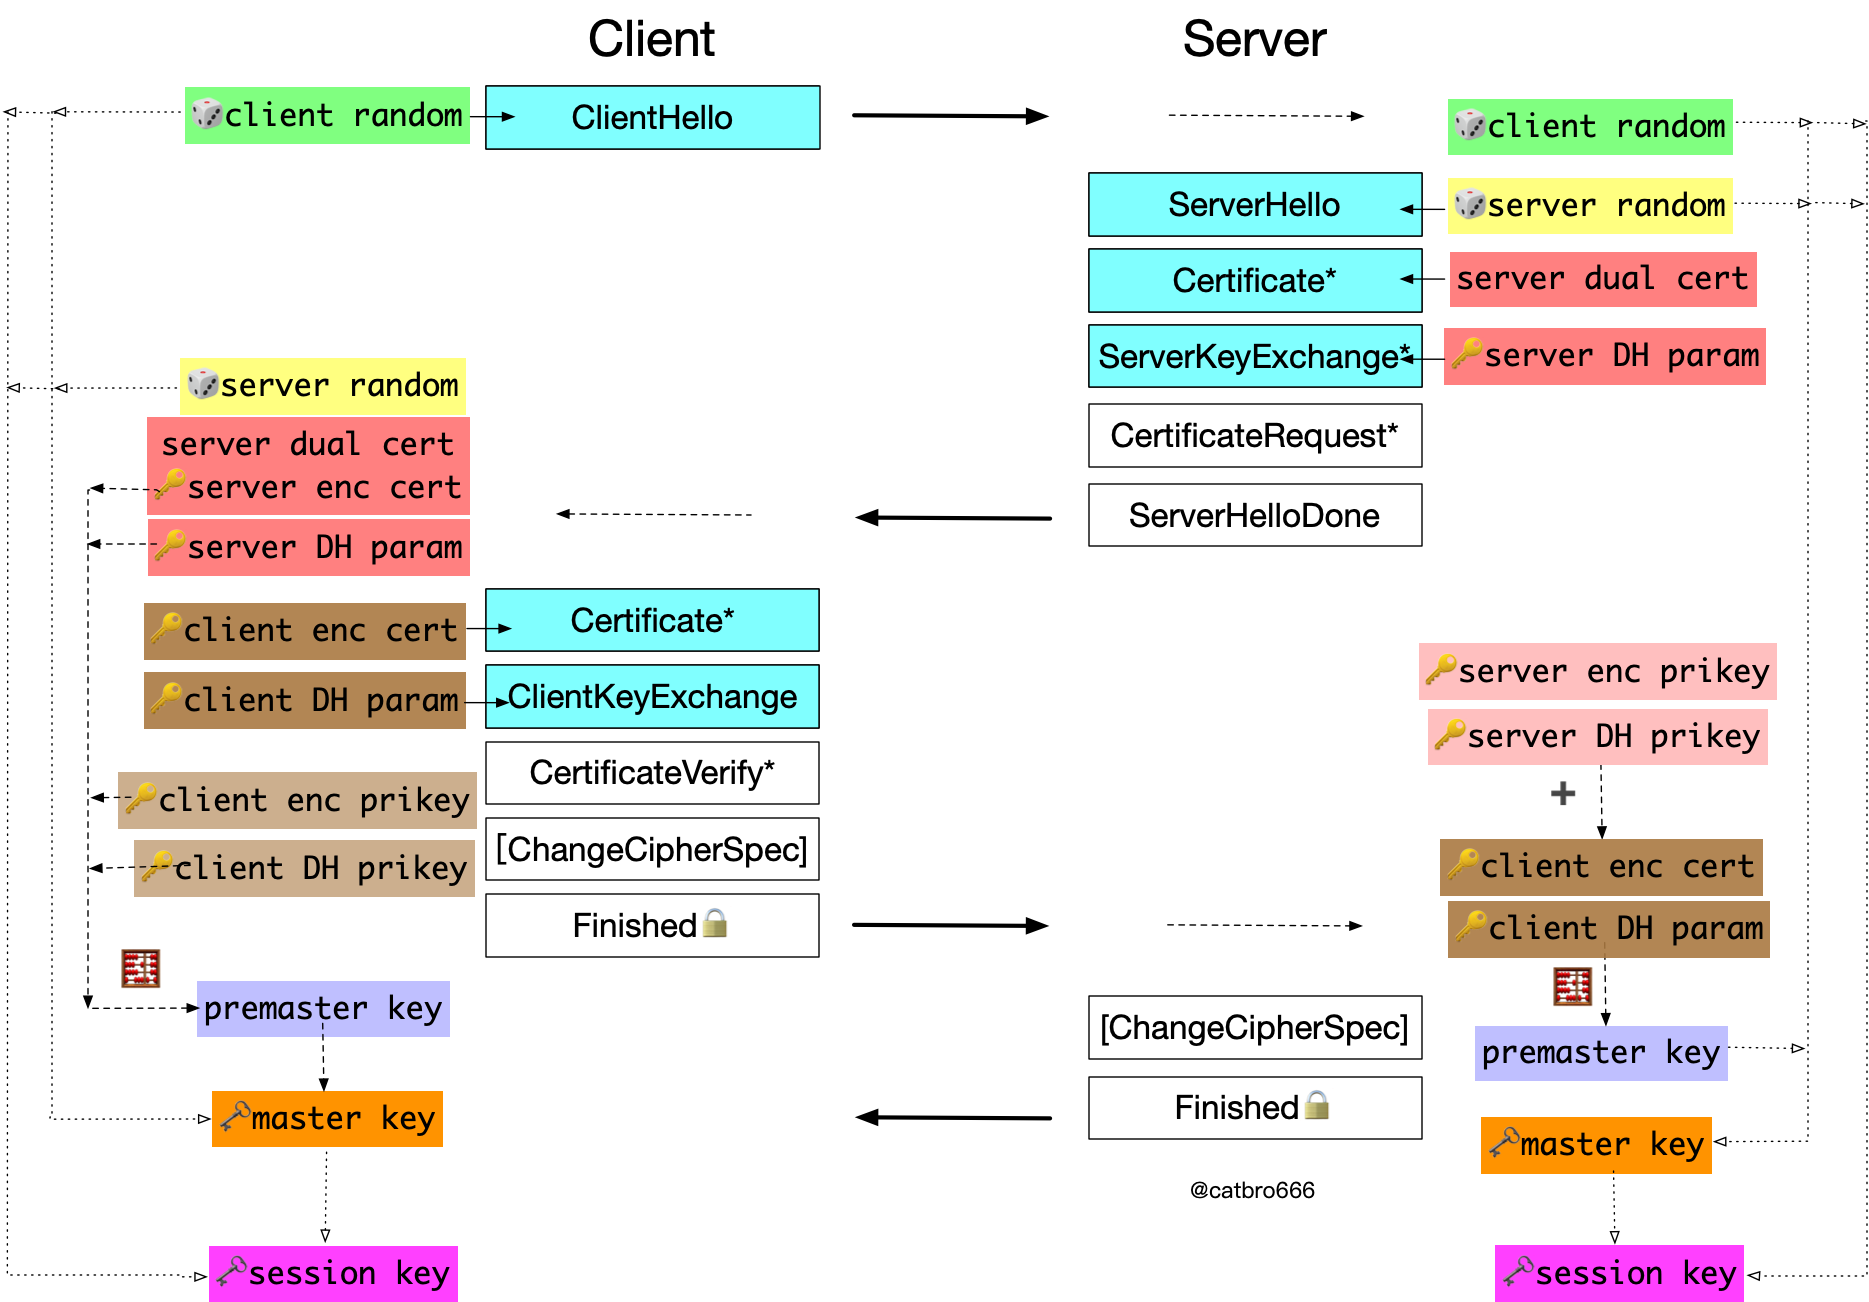 Client
Server
client random
ClientHello
client random
ServerHello
server random
Certificate*
server dual cert
ServerKeyExchange*
server DH param
server random
CertificateRequest*
server dual cert
server enc cert
ServerHelloDone
server DH param
client enc cert
Certificate*
client DH param
ClientKeyExchange
server enc prikey
server DH prikey
CertificateVerify*
client enc prikey
[ChangeCipherSpec]
client DH prikey
client enc cert
Finished
client DH param
premaster key
[ChangeCipherSpec]
premaster key
master key
Finished
master key
@catbro666
session key
session key